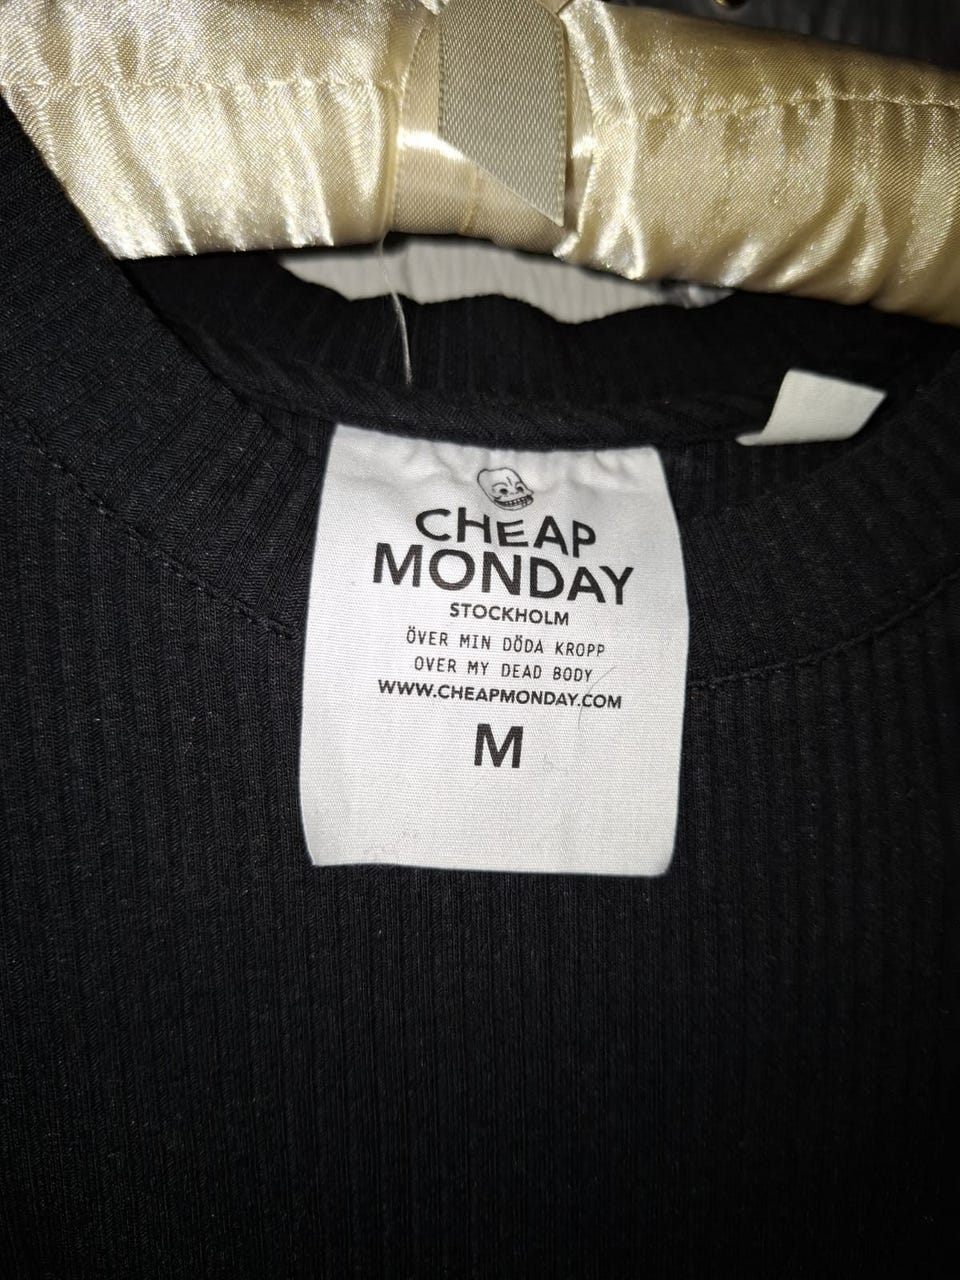 CHEAP
MONDAY
STOCKHOLM
ÖVER MIN DÖDA KROPP
OVER MY DEAD BODY
WWW.CHEAPMONDAY.COM
M